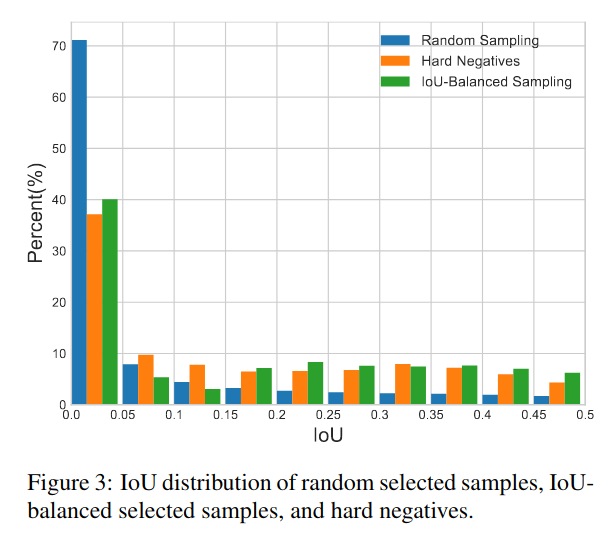 Random Sampling
Hard Negatives
IoU-Balanced Sampling
Percent(%)
70
60
50
40
30
20
10
0
0.0 0.05 0.1 0.15 0.2 0.25 0.3 0.35 0.4 0.45 0.5
IoU
Figure 3: IoU distribution of random selected samples, IoU-
balanced selected samples, and hard negatives.